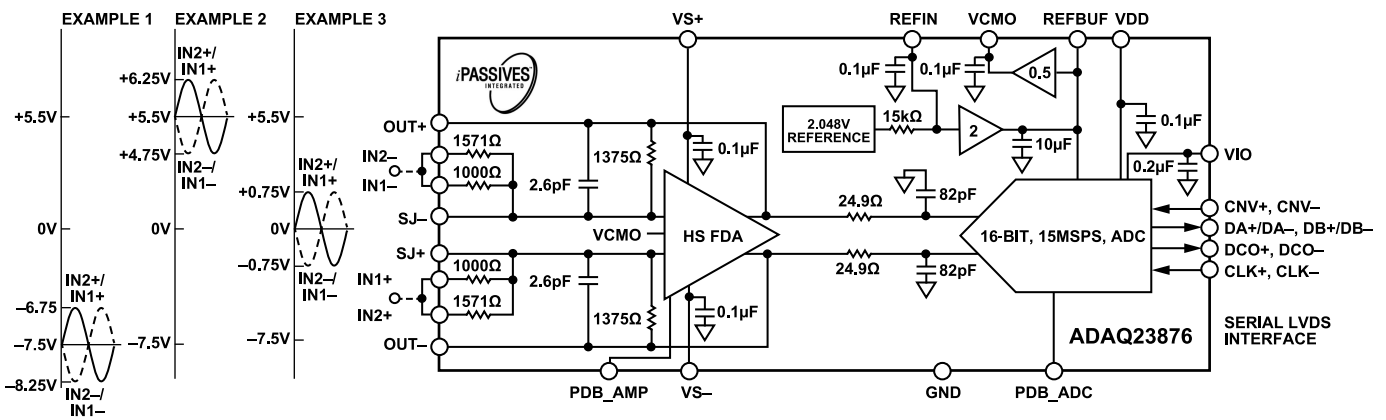 EXAMPLE 1
EXAMPLE 2
EXAMPLE 3
+5.5V
0V
IN2+/
IN1+
–6.75
–7.5V
–8.25V
IN2–/
IN1–
IN2+/
IN1+
+6.25V
+5.5V
+4.75V
IN2–/
IN1–
0V
–7.5V
+5.5V
IN2+/
IN1+
+0.75V
0V
–0.75V
IN2–/
IN1–
–7.5V
VS+
REFIN
VCMO
REFBUF
VDD
iPASSIVES™
INTEGRATED
0.1µF
0.1µF
0.5
2.048V
REFERENCE
15kΩ
2
10µF
0.1µF
VIO
0.2µF
OUT+
IN2–
IN1–
1571Ω
1000Ω
SJ–
2.6pF
1375Ω
0.1µF
VCMO
HS FDA
24.9Ω
82pF
24.9Ω
82pF
16-BIT, 15MSPS, ADC
CNV+, CNV–
DA+/DA–, DB+/DB–
DCO+, DCO–
CLK+, CLK–
SJ+
IN1+
IN2+
1000Ω
1571Ω
OUT–
2.6pF
1375Ω
0.1µF
ADAQ23876
SERIAL LVDS
INTERFACE
PDB_AMP
VS–
GND
PDB_ADC